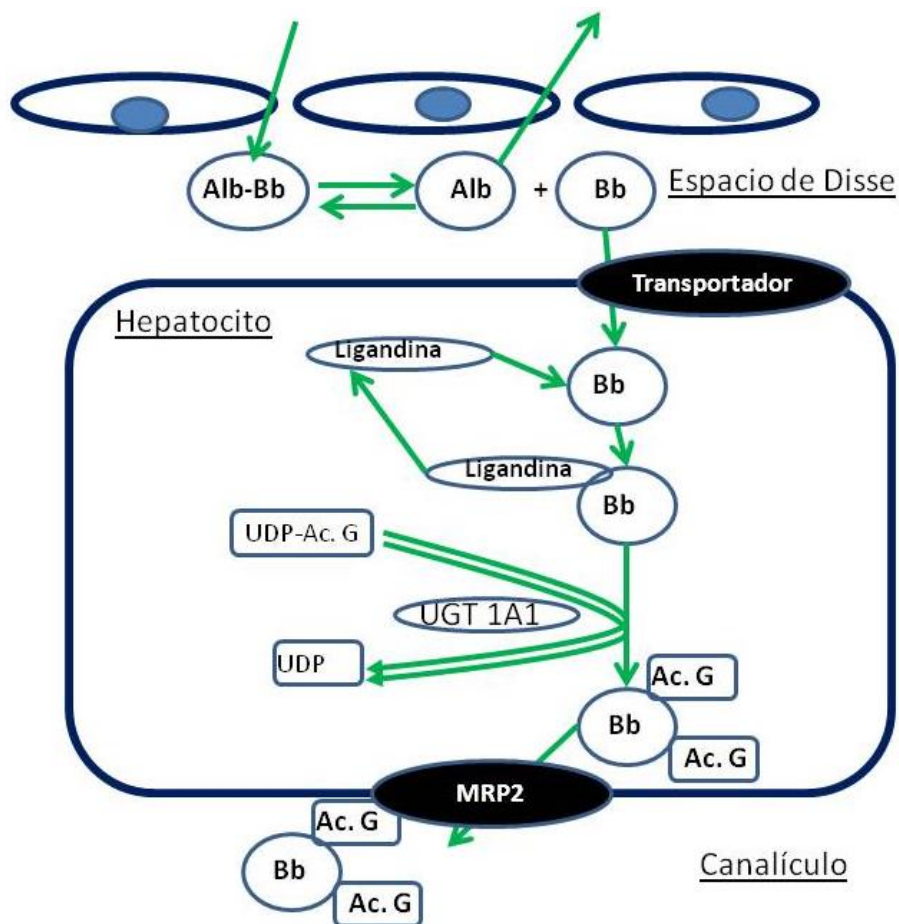 Alb-Bb
Alb
+
Bb
Espacio de Disse
Transportador
Hepatocito
Ligandina
Bb
Ligandina
Bb
UDP-Ac. G
UGT 1A1
UDP
Ac. G
Bb
Ac. G
MRP2
Ac. G
Bb
Canalículo
Ac. G